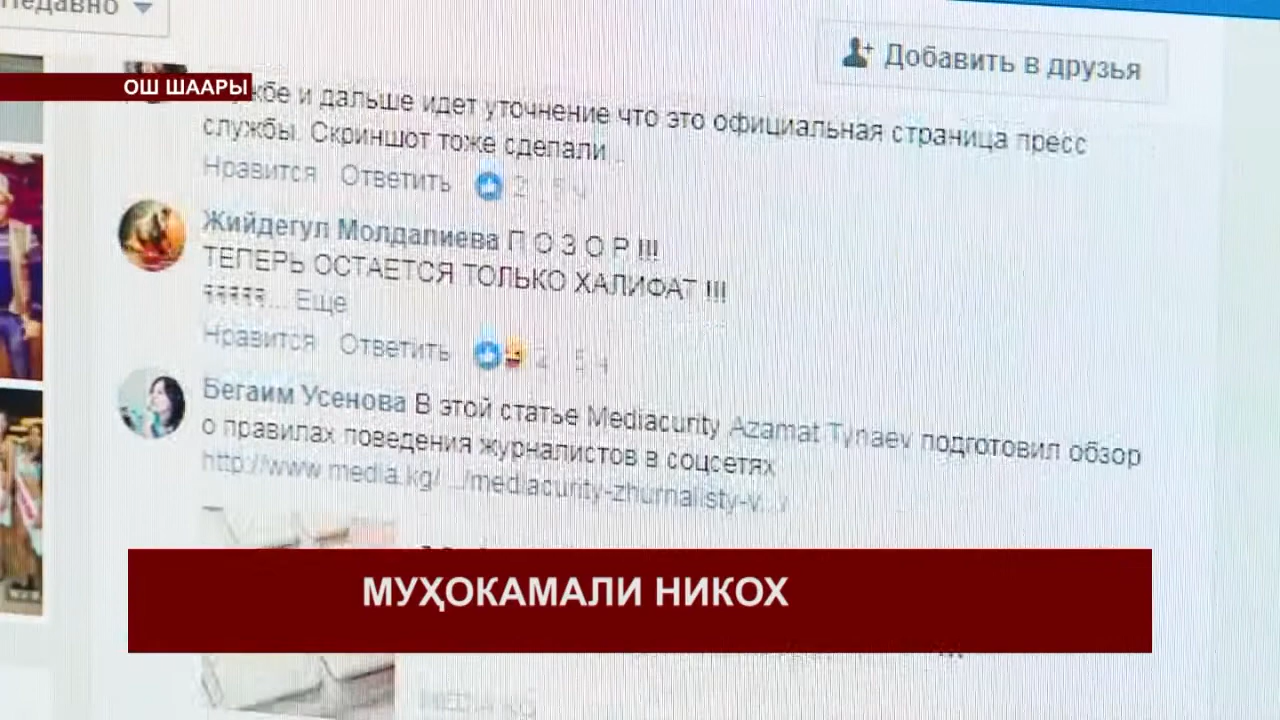 Недавно
Добавить в друзья
ОШ ШААРЫ
и дальше идет уточнение что это официальная страница пресс
службы. Скриншот тоже сделали
Нравится Ответить 2
Жийдегул Молдалиева П О З О Р !!!
ТЕПЕРЬ ОСТАЕТСЯ ТОЛЬКО ХАЛИФАТ !!!
... Еще
Нравится Ответить
Бегаим Усенова В этой статье Mediacurity Azamat Tynaev подготовил обзор
о правилах поведения журналистов в соцсетях
http://www.media.kg/.../mediacurity-zhurnalisty-v.../
МУҲОКАМАЛИ НИКОХ